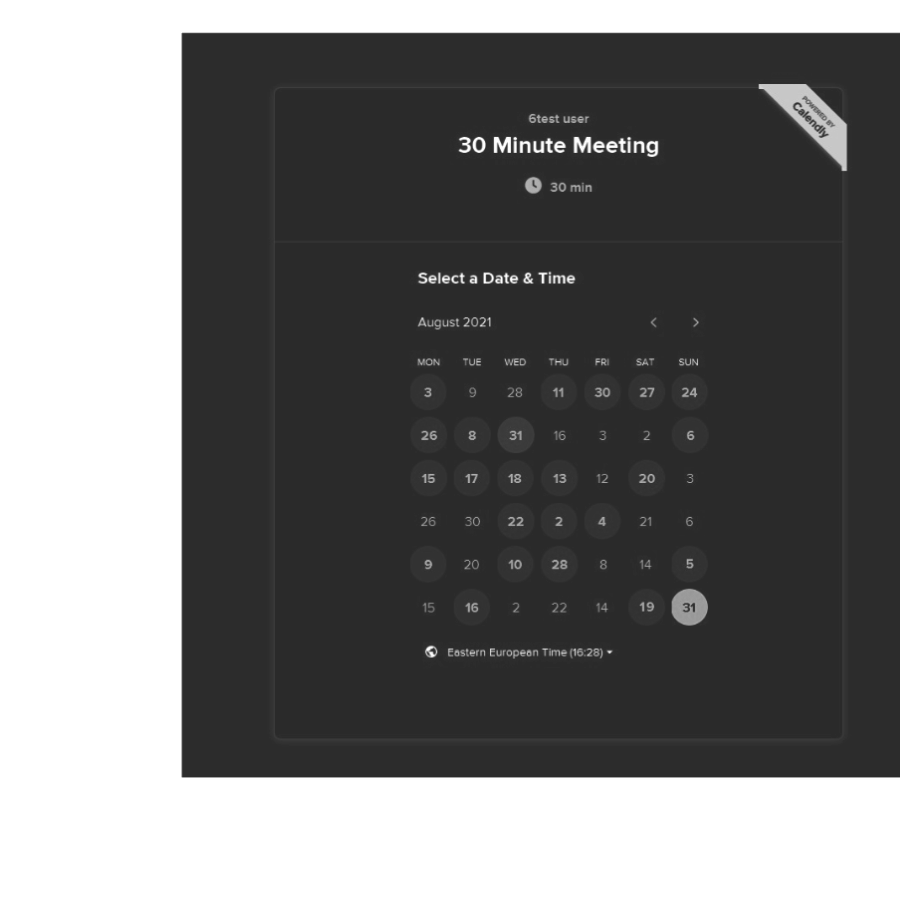 POWERED BY
Calendly
6test user
30 Minute Meeting
30 min
Select a Date & Time
August 2021
MON TUE WED THU FRI SAT SUN
3 9 28 11 30 27 24
26 8 31 16 3 2 6
15 17 18 13 12 20 3
26 30 22 2 4 21 6
9 20 10 28 8 14 5
15 16 2 22 14 19 31
Eastern European Time (16:28)